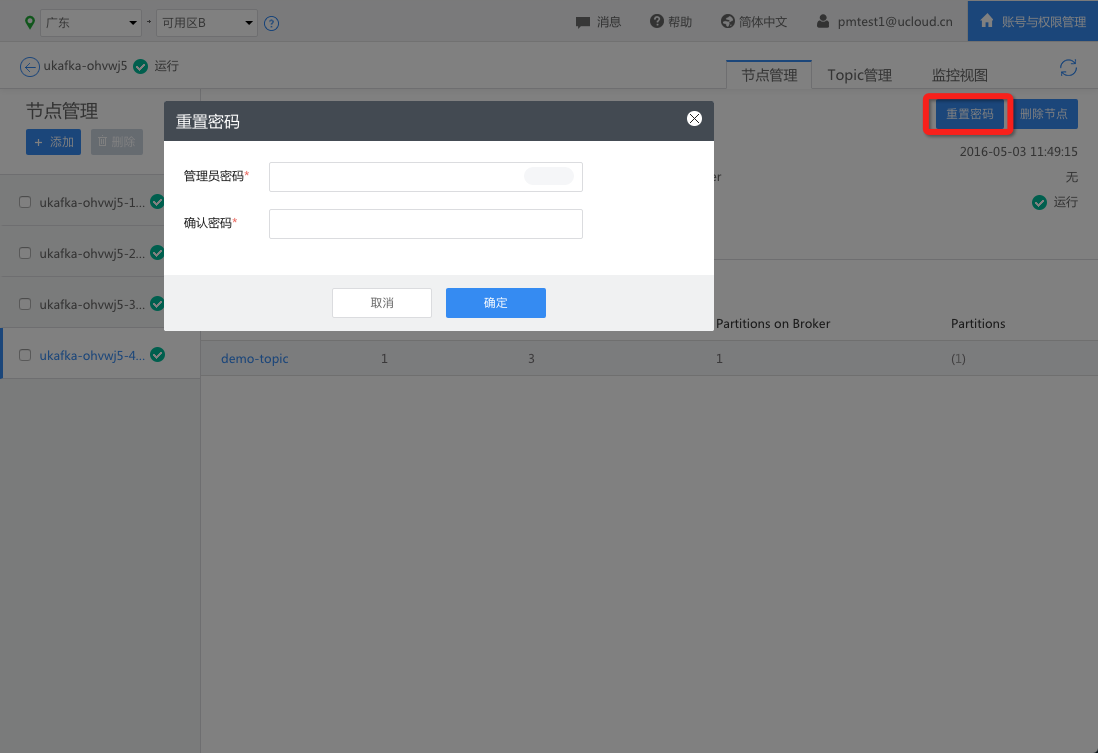 广东
可用区B
?
消息
帮助
简体中文
pmtest1@ucloud.cn
账号与权限管理
ukafka-ohvwj5 运行
节点管理 Topic管理 监控视图
节点管理
+ 添加 删除
重置密码 删除节点
重置密码
2016-05-03 11:49:15
管理员密码*
无
ukafka-ohvwj5-1...
运行
确认密码*
ukafka-ohvwj5-2...
取消 确定
ukafka-ohvwj5-3...
Partitions on Broker Partitions
ukafka-ohvwj5-4...
demo-topic 1 3 1 (1)